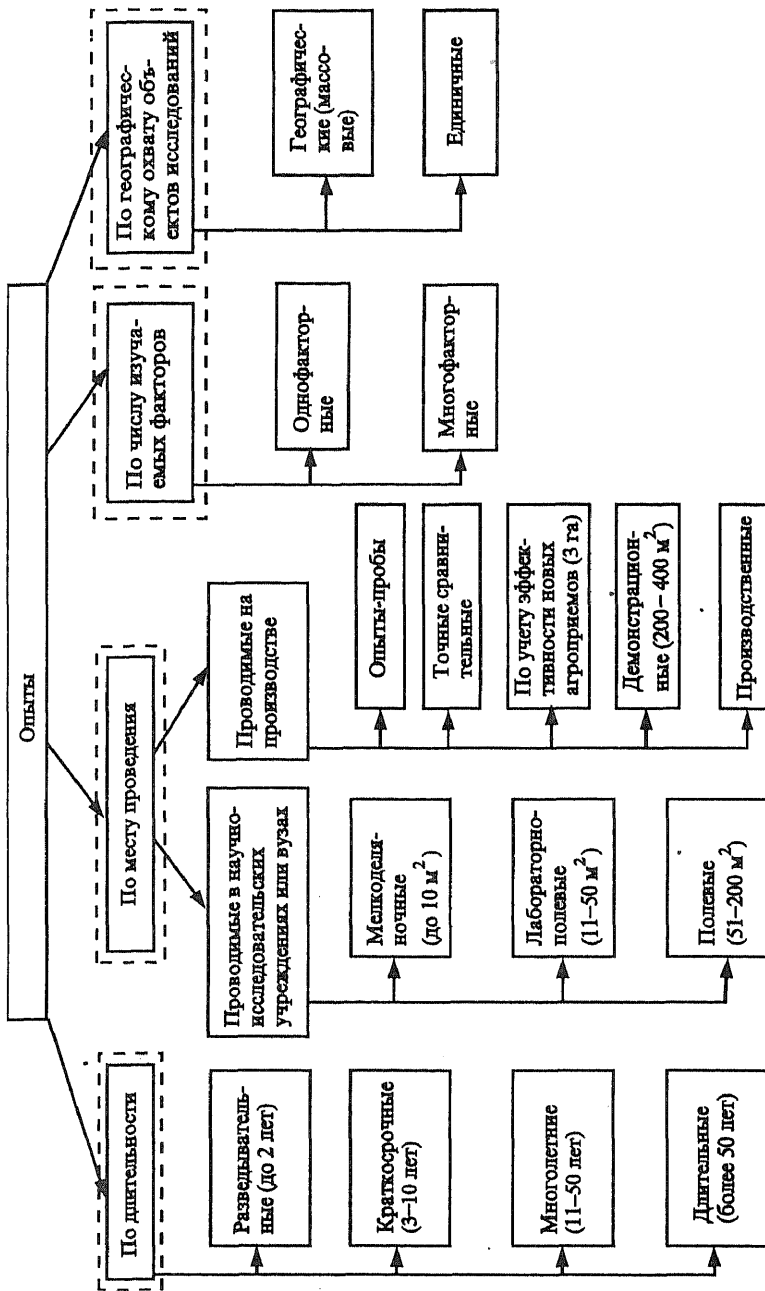 Опыты
По длительности
Разведыватель-
ные (до 2 лет)
Краткосрочные
(3–10 лет)
Многолетние
(11–50 лет)
Длительные
(более 50 лет)
По месту проведения
Проводимые в научно-
исследовательских
учреждениях или вузах
Мелкоделя-
ночные
(до 10 м²)
Лабораторно-
полевые
(11–50 м²)
Полевые
(51–200 м²)
Проводимые на
производстве
Опыты-пробы
Точные сравни-
тельные
По учету эффек-
тивности новых
агроприемов (3 га)
Демонстрацион-
ные (200– 400 м²)
Производственные
По числу изуча-
емых факторов
Однофактор-
ные
Многофактор-
ные
По географичес-
кому охвату объ-
ектов исследований
Географичес-
кие (массо-
вые)
Единичные